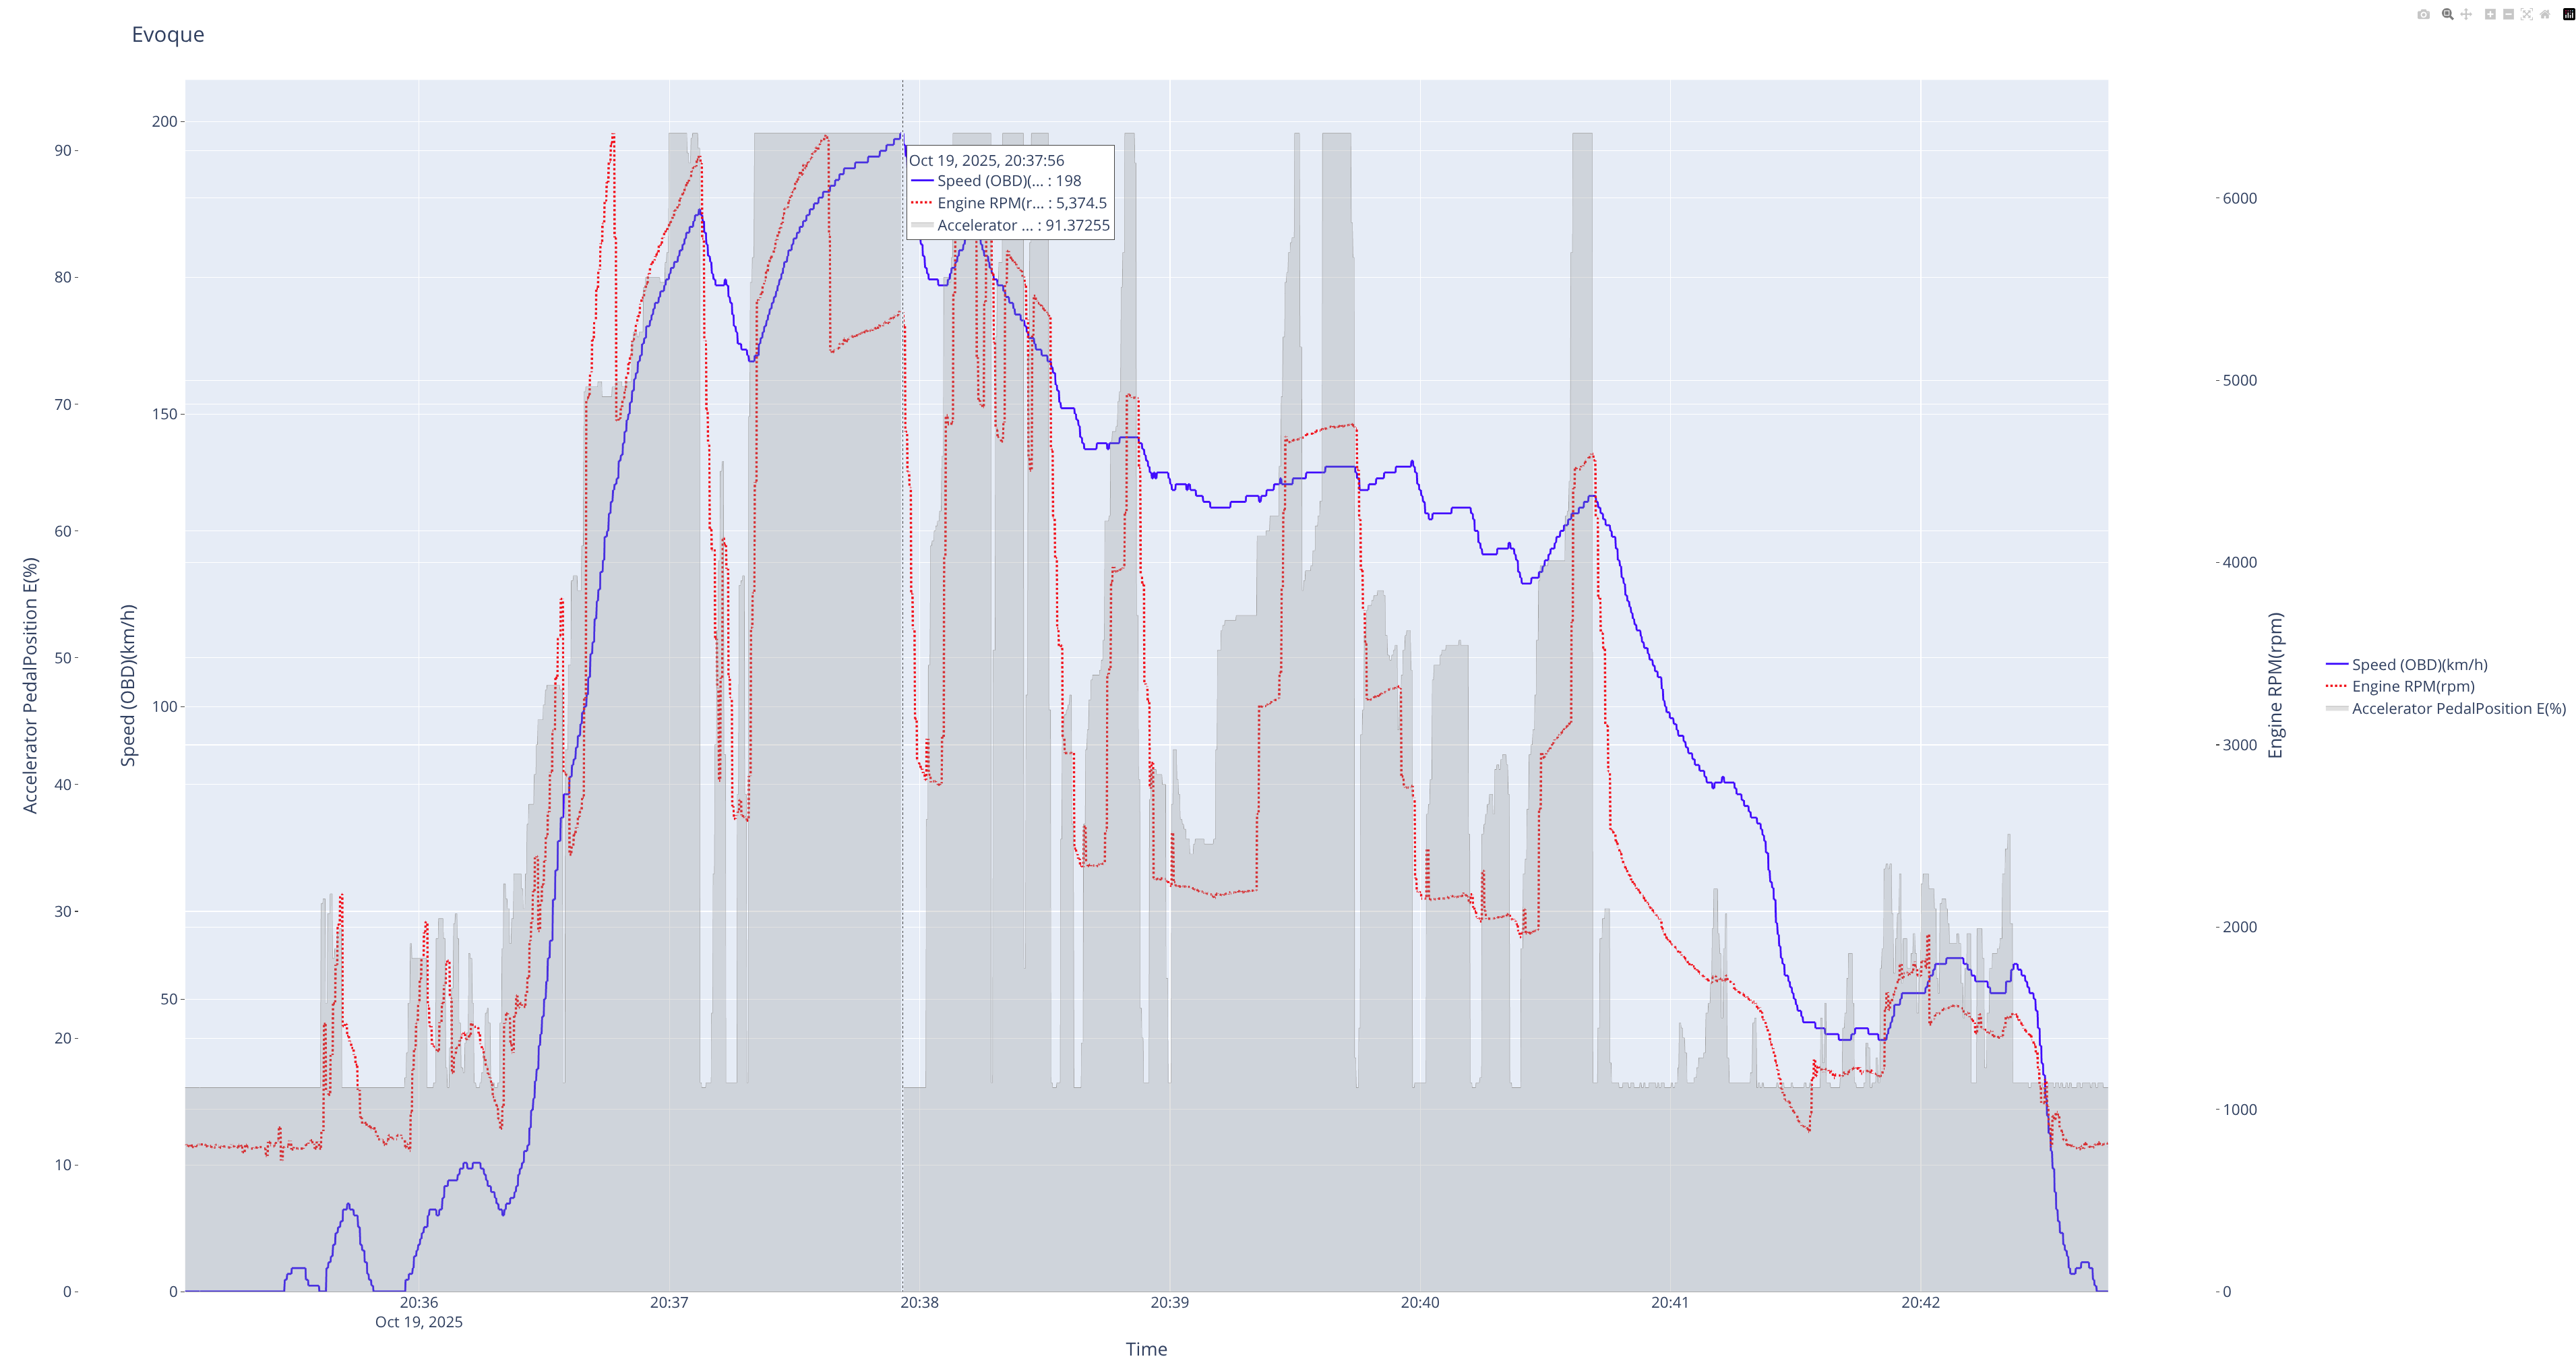 Evoque
200
90
Oct 19, 2025, 20:37:56
Speed (OBD)(... : 198
Engine RPM(r... : 5,374.5
Accelerator ... : 91.37255
6000
80
70
150
5000
60
4000
50
100
3000
40
30
2000
20
50
1000
10
0
0
0
Accelerator PedalPosition E(%)
Speed (OBD)(km/h)
Engine RPM(rpm)
Speed (OBD)(km/h)
Engine RPM(rpm)
Accelerator PedalPosition E(%)
20:36 20:37 20:38 20:39 20:40 20:41 20:42
Oct 19, 2025
Time